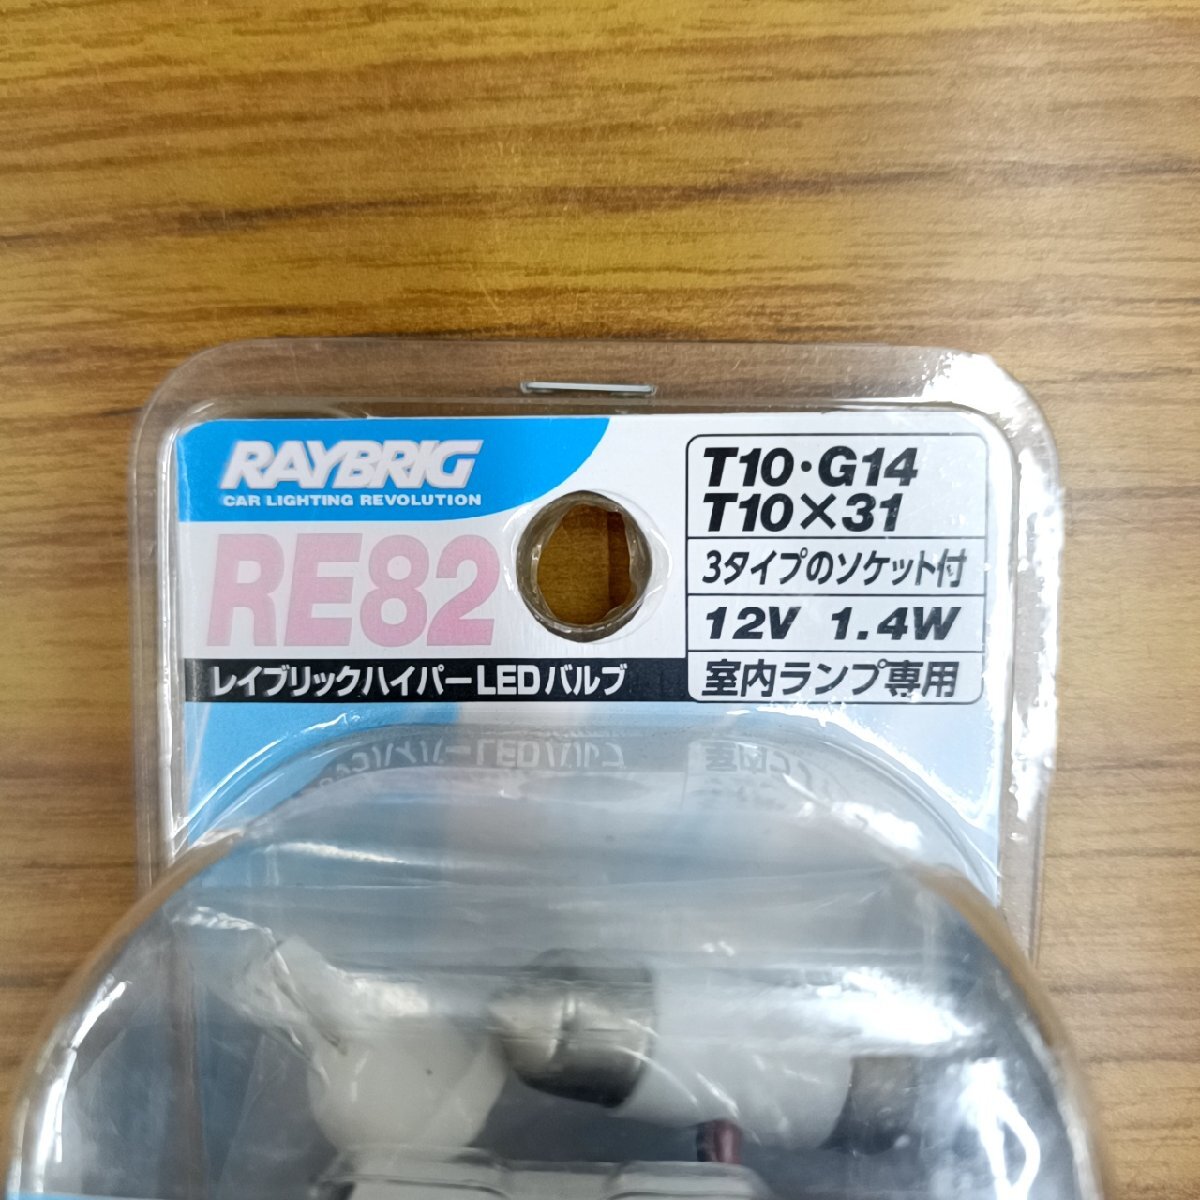 RAYBRIG
CAR LIGHTING REVOLUTION
RE82
レイブリックハイパーLEDバルブ
T10・G14
T10×31
3タイプのソケット付
12V 1.4W
室内ランプ専用